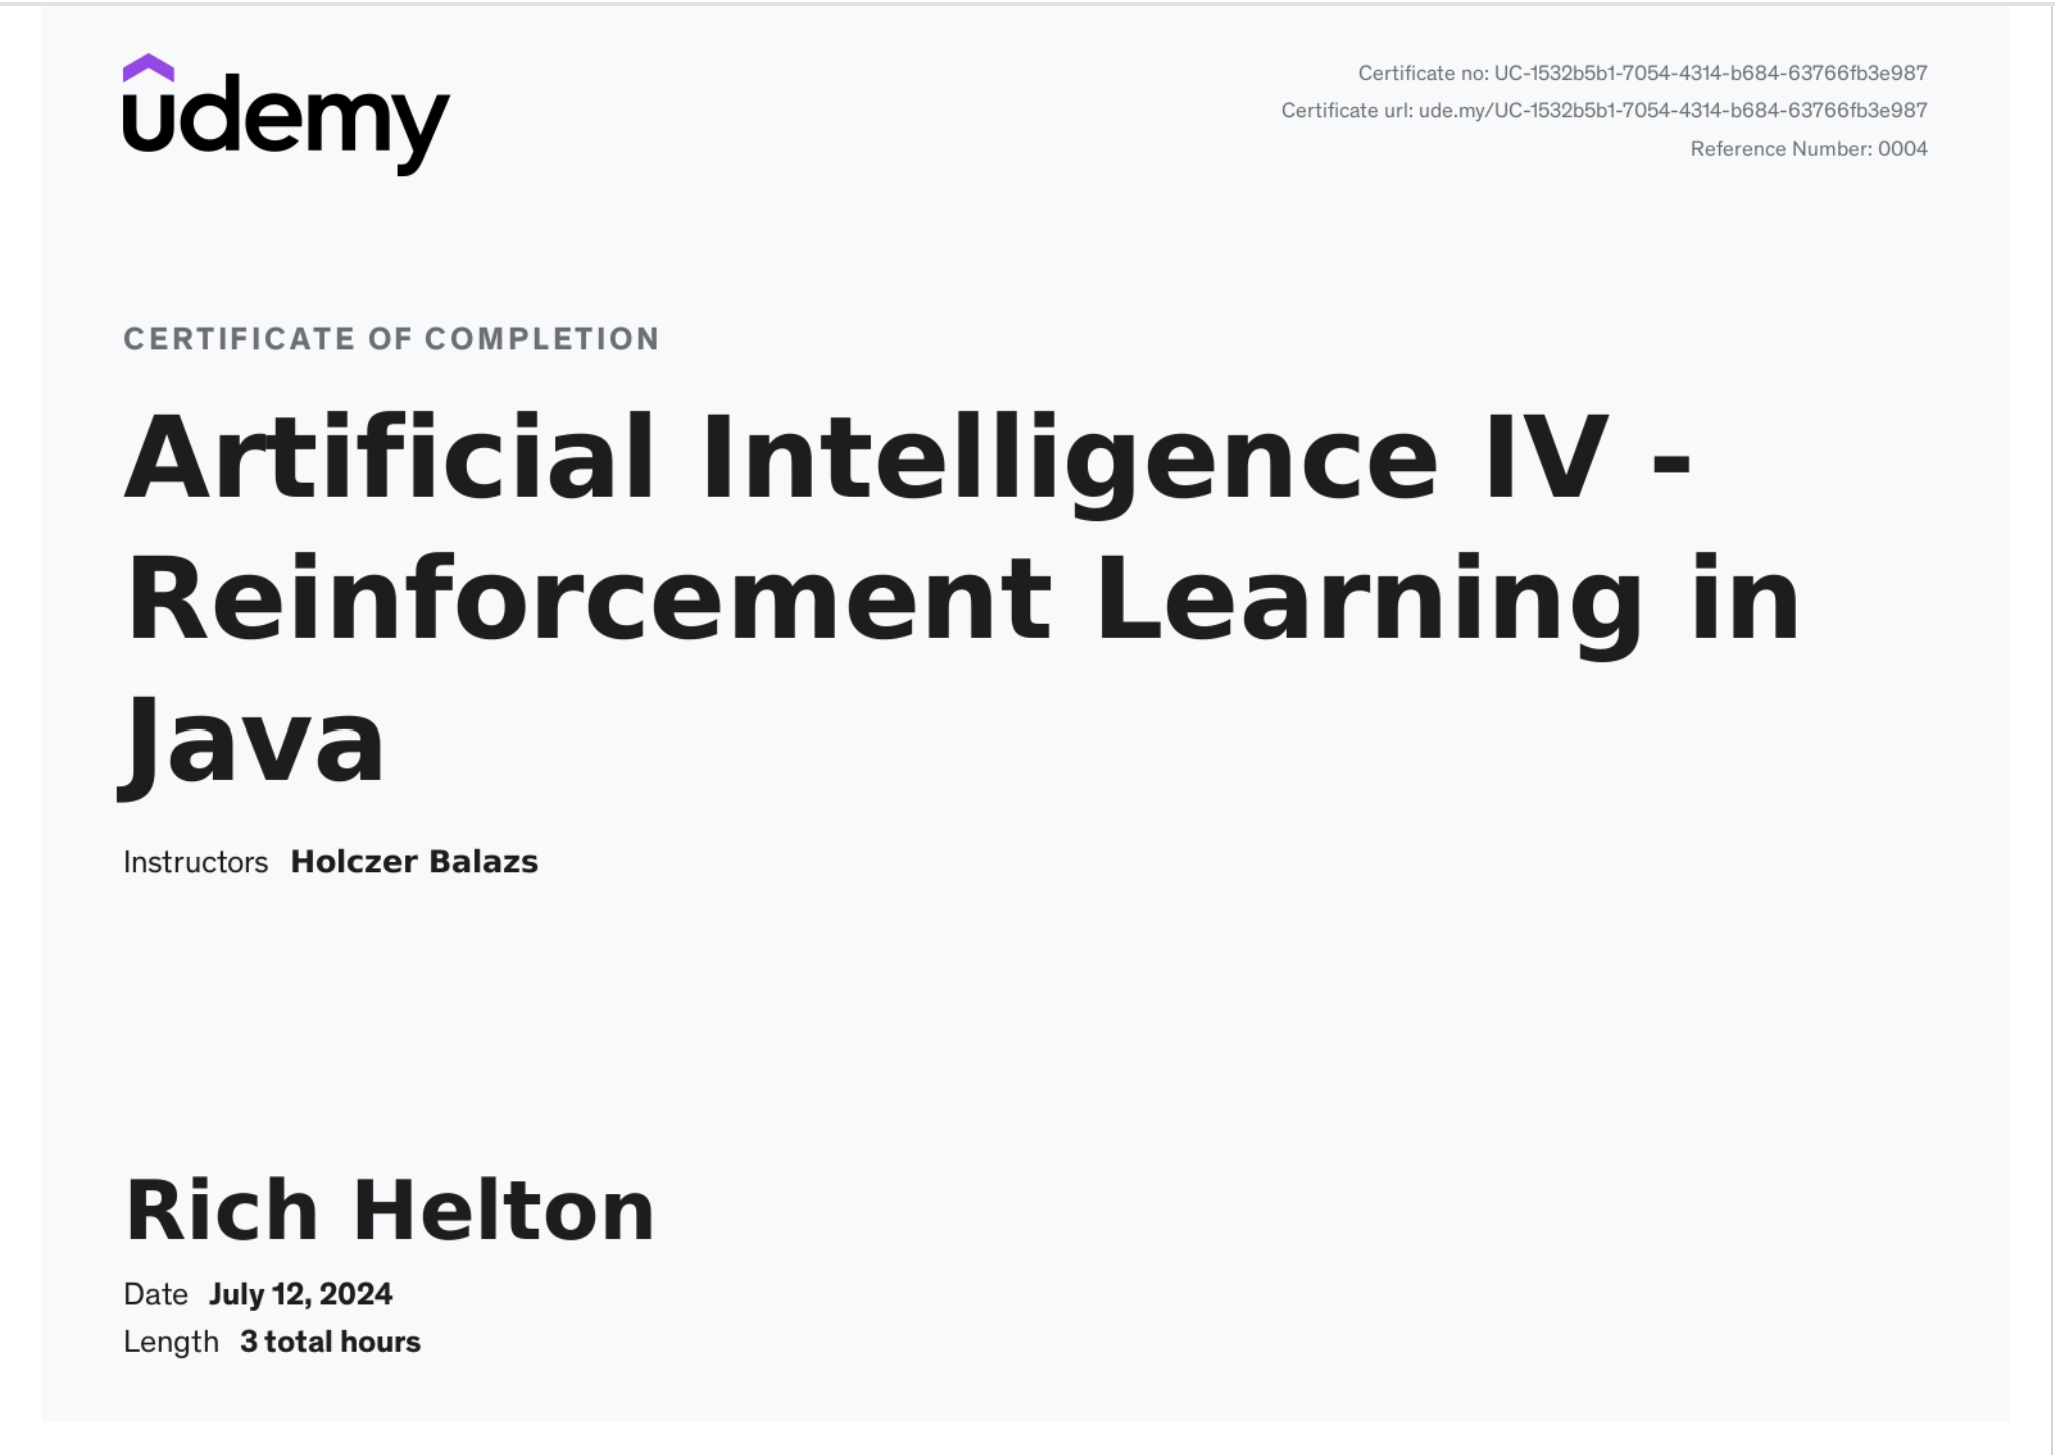 udemy
Certificate no: UC-1532b5b1-7054-4314-b684-63766fb3e987
Certificate url: ude.my/UC-1532b5b1-7054-4314-b684-63766fb3e987
Reference Number: 0004
CERTIFICATE OF COMPLETION
Artificial Intelligence IV -
Reinforcement Learning in
Java
Instructors Holczer Balazs
Rich Helton
Date July 12, 2024
Length 3 total hours